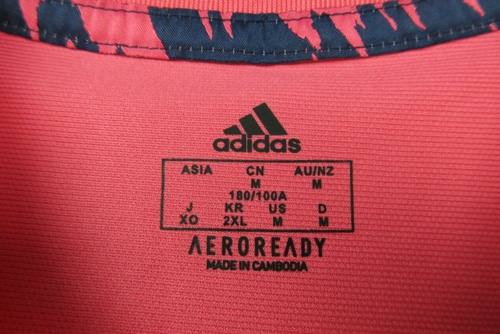 adidas
ASIA CN AU/NZ
M M
180/100A
J KR US D
XO 2XL M M
AEROREADY
MADE IN CAMBODIA